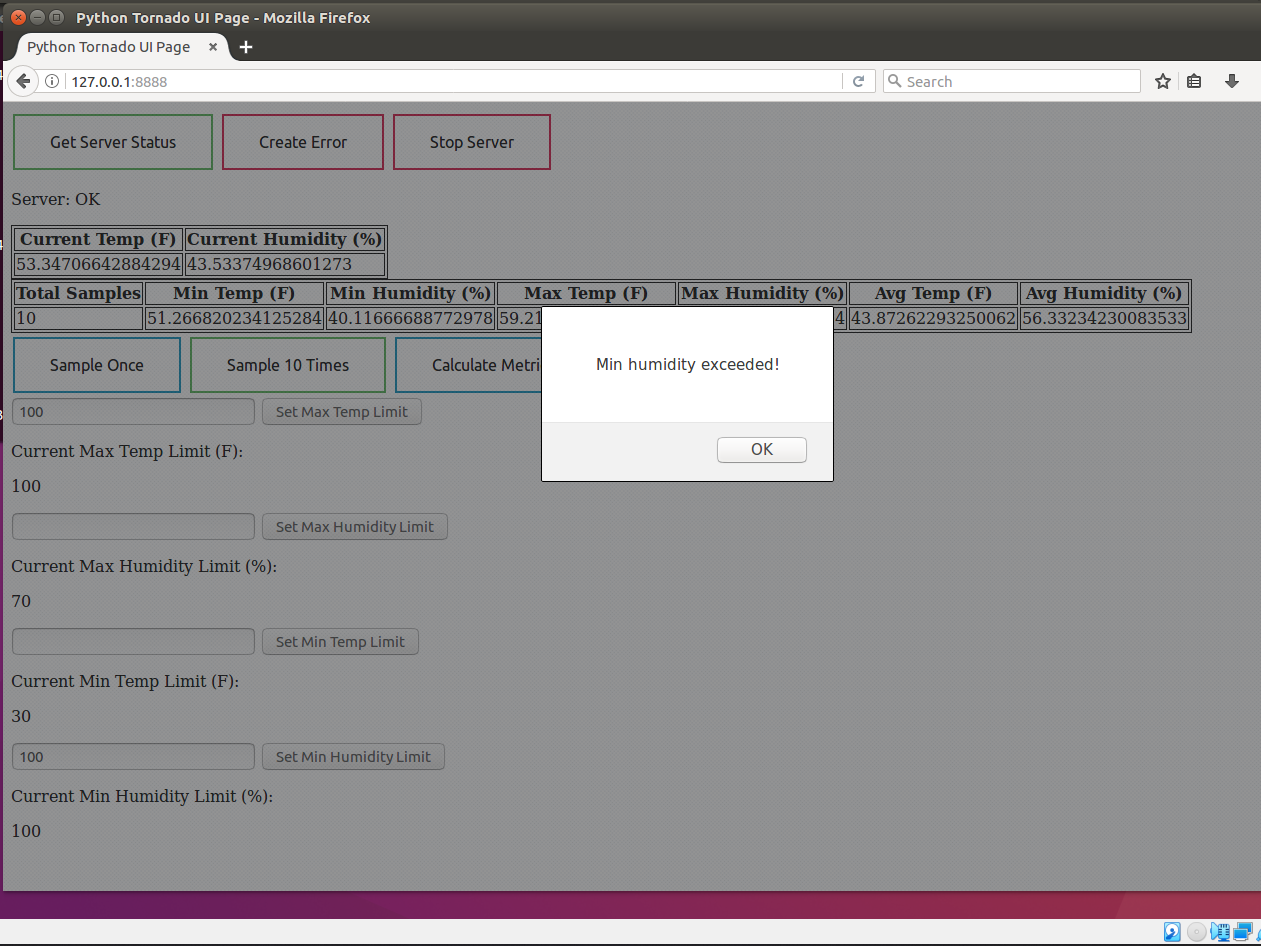 Python Tornado UI Page - Mozilla Firefox
Python Tornado UI Page
127.0.0.1:8888
Search
Get Server Status Create Error Stop Server
Server: OK
Current Temp (F) Current Humidity (%)
53.34706642884294 43.53374968601273
Total Samples Min Temp (F) Min Humidity (%) Max Temp (F) Max Humidity (%) Avg Temp (F) Avg Humidity (%)
10 51.266820234125284 40.11666688772978 59.21 4 43.87262293250062 56.33234230083533
Min humidity exceeded!
OK
Sample Once Sample 10 Times Calculate Metri
100 Set Max Temp Limit
Current Max Temp Limit (F):
100
Set Max Humidity Limit
Current Max Humidity Limit (%):
70
Set Min Temp Limit
Current Min Temp Limit (F):
30
100 Set Min Humidity Limit
Current Min Humidity Limit (%):
100